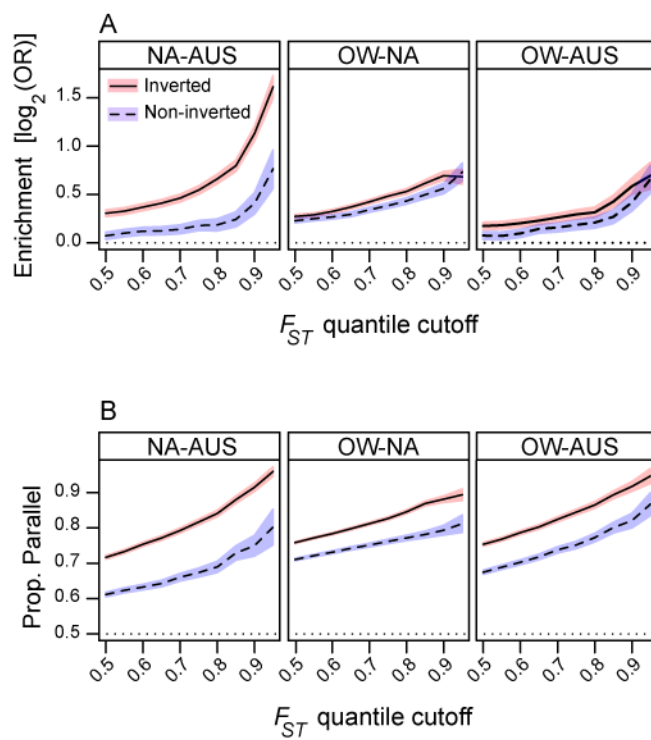 A
NA-AUS OW-NA OW-AUS
Enrichment [log2(OR)]
1.5
1.0
0.5
0.0
Inverted
Non-inverted
0.5 0.6 0.7 0.8 0.9 0.5 0.6 0.7 0.8 0.9 0.5 0.6 0.7 0.8 0.9
FST quantile cutoff
B
NA-AUS OW-NA OW-AUS
Prop. Parallel
0.9
0.8
0.7
0.6
0.5
0.5 0.6 0.7 0.8 0.9 0.5 0.6 0.7 0.8 0.9 0.5 0.6 0.7 0.8 0.9
FST quantile cutoff